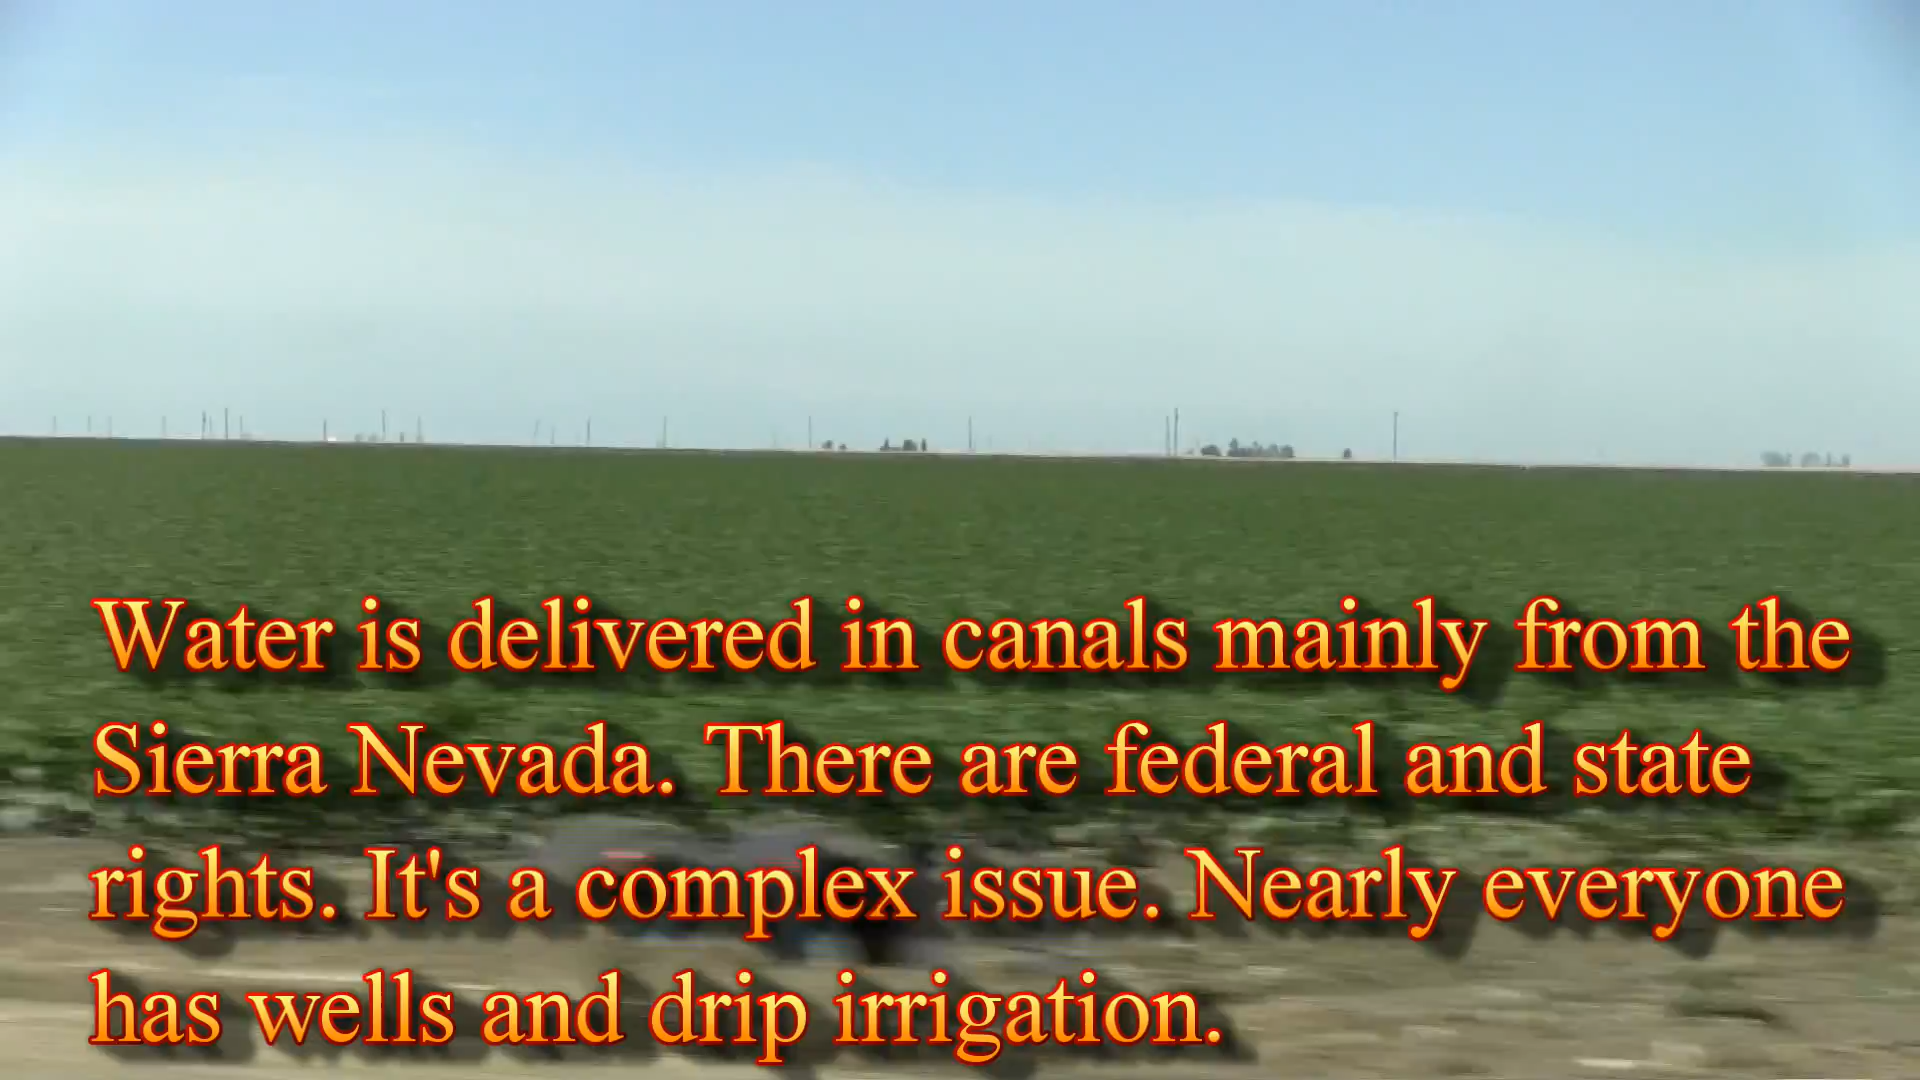 Water is delivered in canals mainly from the
Sierra Nevada. There are federal and state
rights. It's a complex issue. Nearly everyone
has wells and drip irrigation.